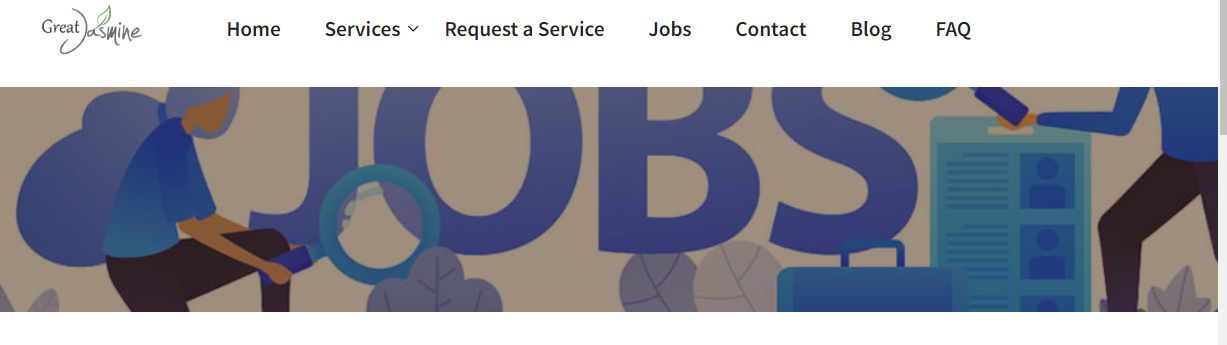 Great Jasmine
Home Services Request a Service Jobs Contact Blog FAQ
JOBS